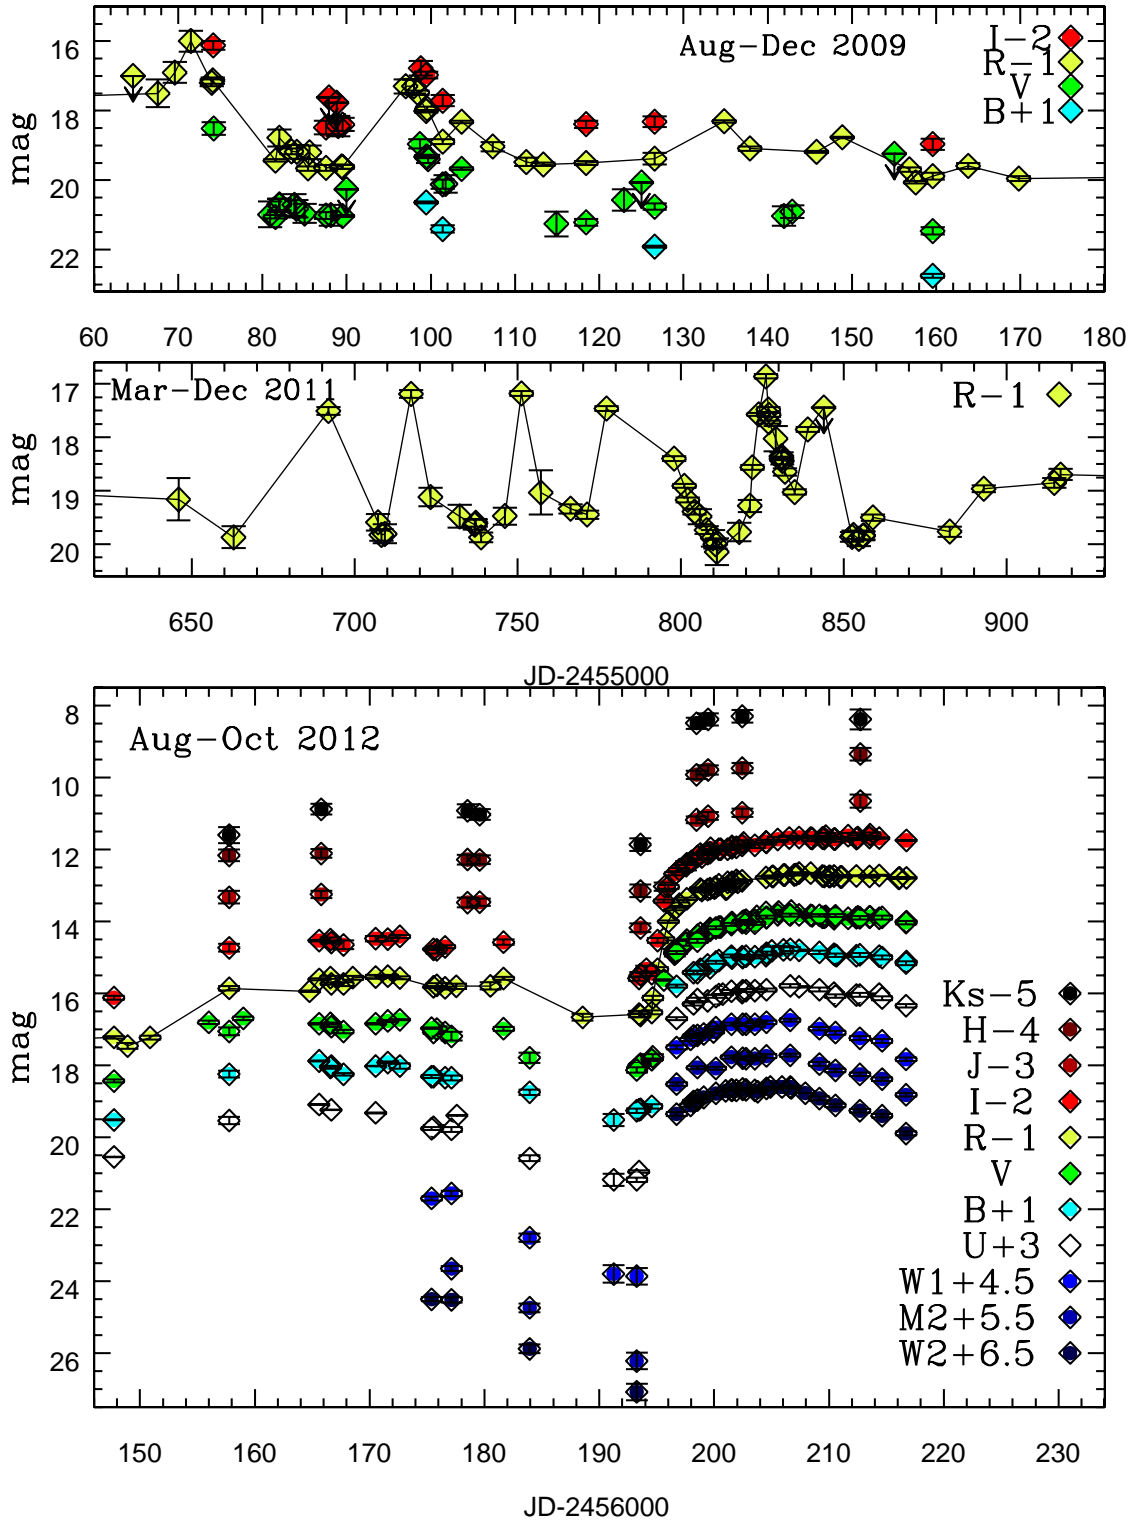 Aug-Dec 2009
I-2
R-1
V
B+1
16
18
20
22
mag
60 70 80 90 100 110 120 130 140 150 160 170 180
Mar-Dec 2011
R-1
17
18
19
20
mag
650 700 750 800 850 900
JD-2455000
Aug-Oct 2012
8
10
12
14
16
18
20
22
24
26
mag
Ks-5
H-4
J-3
I-2
R-1
V
B+1
U+3
W1+4.5
M2+5.5
W2+6.5
150 160 170 180 190 200 210 220 230
JD-2456000